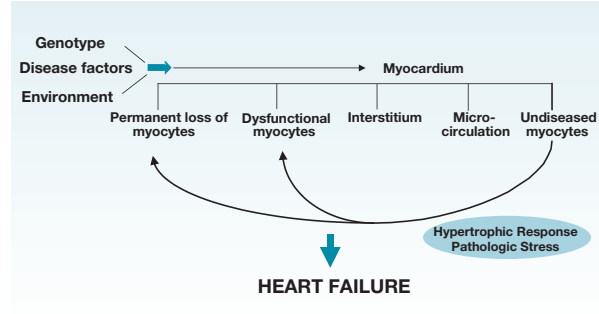 Genotype
Disease factors
Environment
Myocardium
Permanent loss of
myocytes
Dysfunctional
myocytes
Interstitium
Micro-
circulation
Undiseased
myocytes
Hypertrophic Response
Pathologic Stress
HEART FAILURE